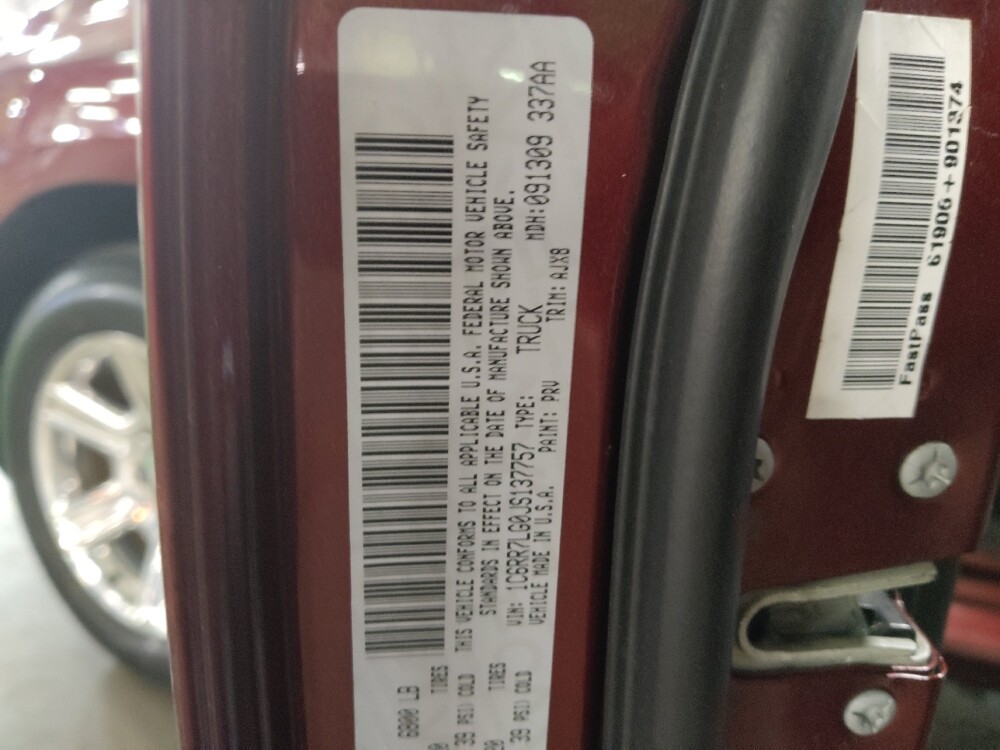 6800 LB
TIRES
39 PSI) COLD
TIRES
39 PSI) COLD
THIS VEHICLE CONFORMS TO ALL APPLICABLE U.S.A. FEDERAL MOTOR VEHICLE SAFETY
STANDARDS IN EFFECT ON THE DATE OF MANUFACTURE SHOWN ABOVE.
VIN: 1C6RR7LG0JS137757 TYPE: TRUCK MDH:091309 337AA
VEHICLE MADE IN U.S.A. PAINT: PRV TRIM: AJX8
FastPass 61906+901974